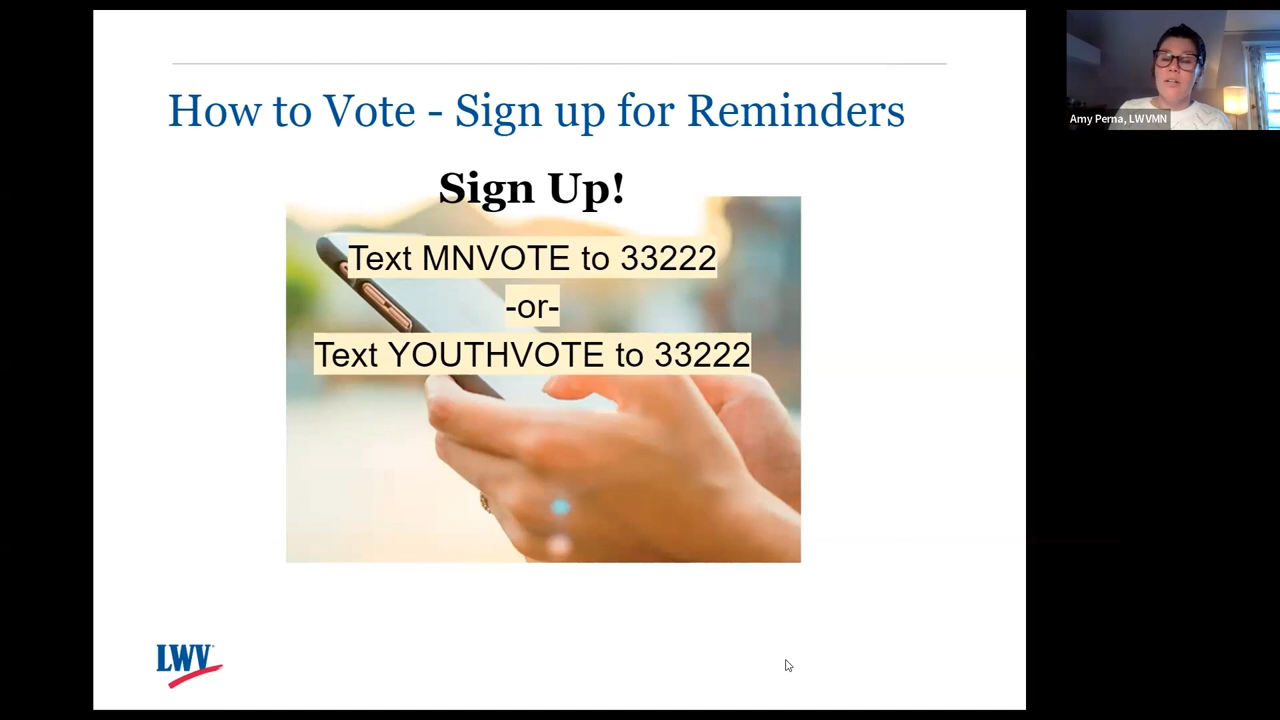 How to Vote - Sign up for Reminders
Sign Up!
Text MNVOTE to 33222
-or-
Text YOUTHVOTE to 33222
LWV
Amy Perna, LWVMN